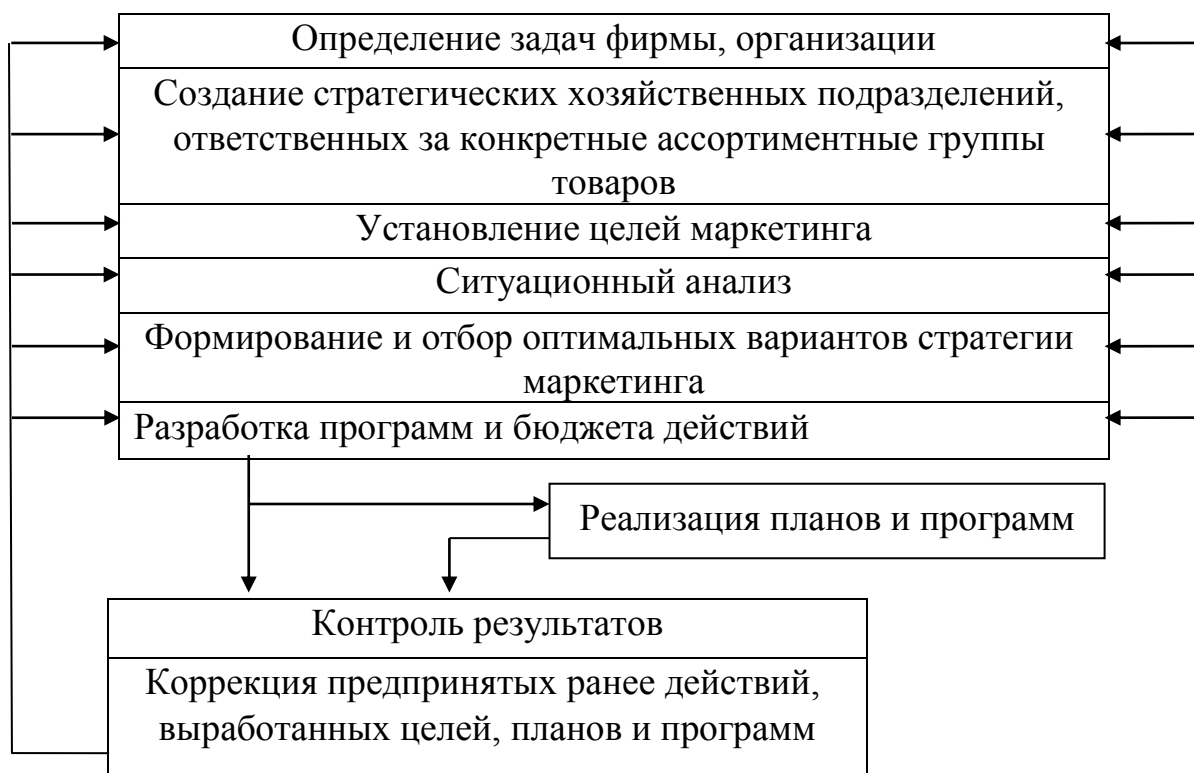 Определение задач фирмы, организации
Создание стратегических хозяйственных подразделений,
ответственных за конкретные ассортиментные группы
товаров
Установление целей маркетинга
Ситуационный анализ
Формирование и отбор оптимальных вариантов стратегии
маркетинга
Разработка программ и бюджета действий
Реализация планов и программ
Контроль результатов
Коррекция предпринятых ранее действий,
выработанных целей, планов и программ